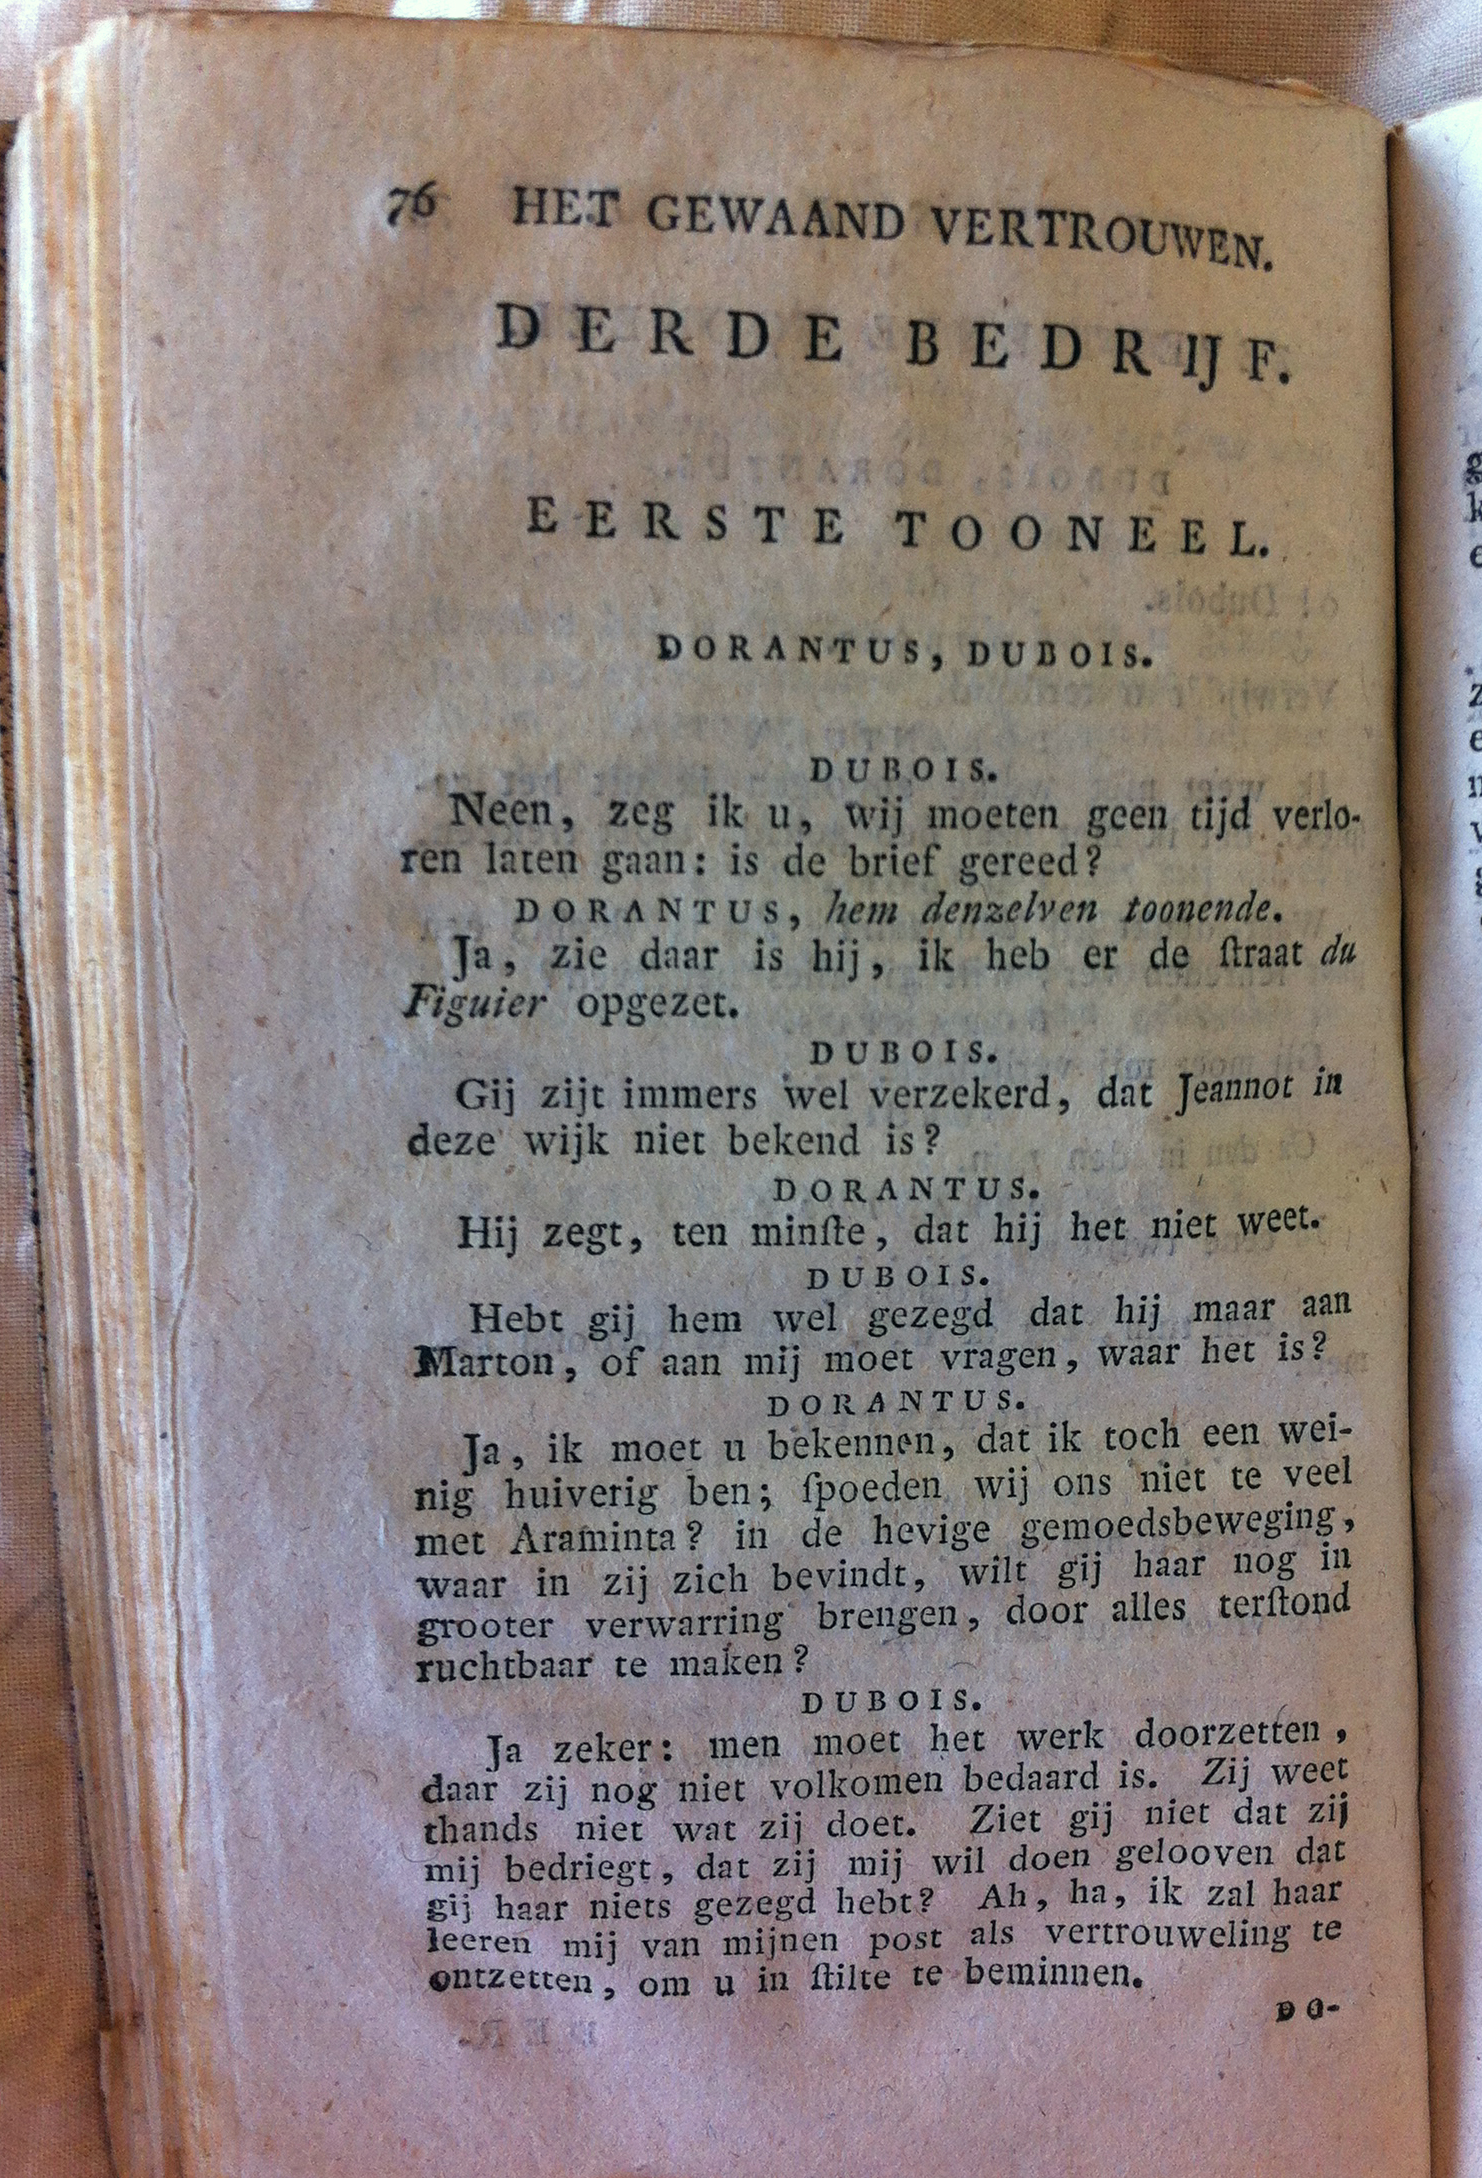 76 HET GEWAAND VERTROUWEN.
DERDE BEDRIJF.
EERSTE TOONEEL.
DORANTUS, DUBOIS.
DUBOIS.
Neen, zeg ik u, wij moeten geen tijd verlo-
ren laten gaan: is de brief gereed?
DORANTUS, hem denzelven toonende.
Ja, zie daar is hij, ik heb er de ſtraat du
Figuier opgezet.
DUBOIS.
Gij zijt immers wel verzekerd, dat Jeannot in
deze wijk niet bekend is?
DORANTUS.
Hij zegt, ten minſte, dat hij het niet weet.
DUBOIS.
Hebt gij hem wel gezegd dat hij maar aan
Marton, of aan mij moet vragen, waar het is?
DORANTUS.
Ja, ik moet u bekennen, dat ik toch een wei-
nig huiverig ben; ſpoeden wij ons niet te veel
met Araminta? in de hevige gemoedsbeweging,
waar in zij zich bevindt, wilt gij haar nog in
grooter verwarring brengen, door alles terſtond
ruchtbaar te maken?
DUBOIS.
Ja zeker: men moet het werk doorzetten,
daar zij nog niet volkomen bedaard is. Zij weet
thands niet wat zij doet. Ziet gij niet dat zij
mij bedriegt, dat zij mij wil doen gelooven dat
gij haar niets gezegd hebt? Ah, ha, ik zal haar
leeren mij van mijnen post als vertrouweling te
ontzetten, om u in ſtilte te beminnen.
DO-